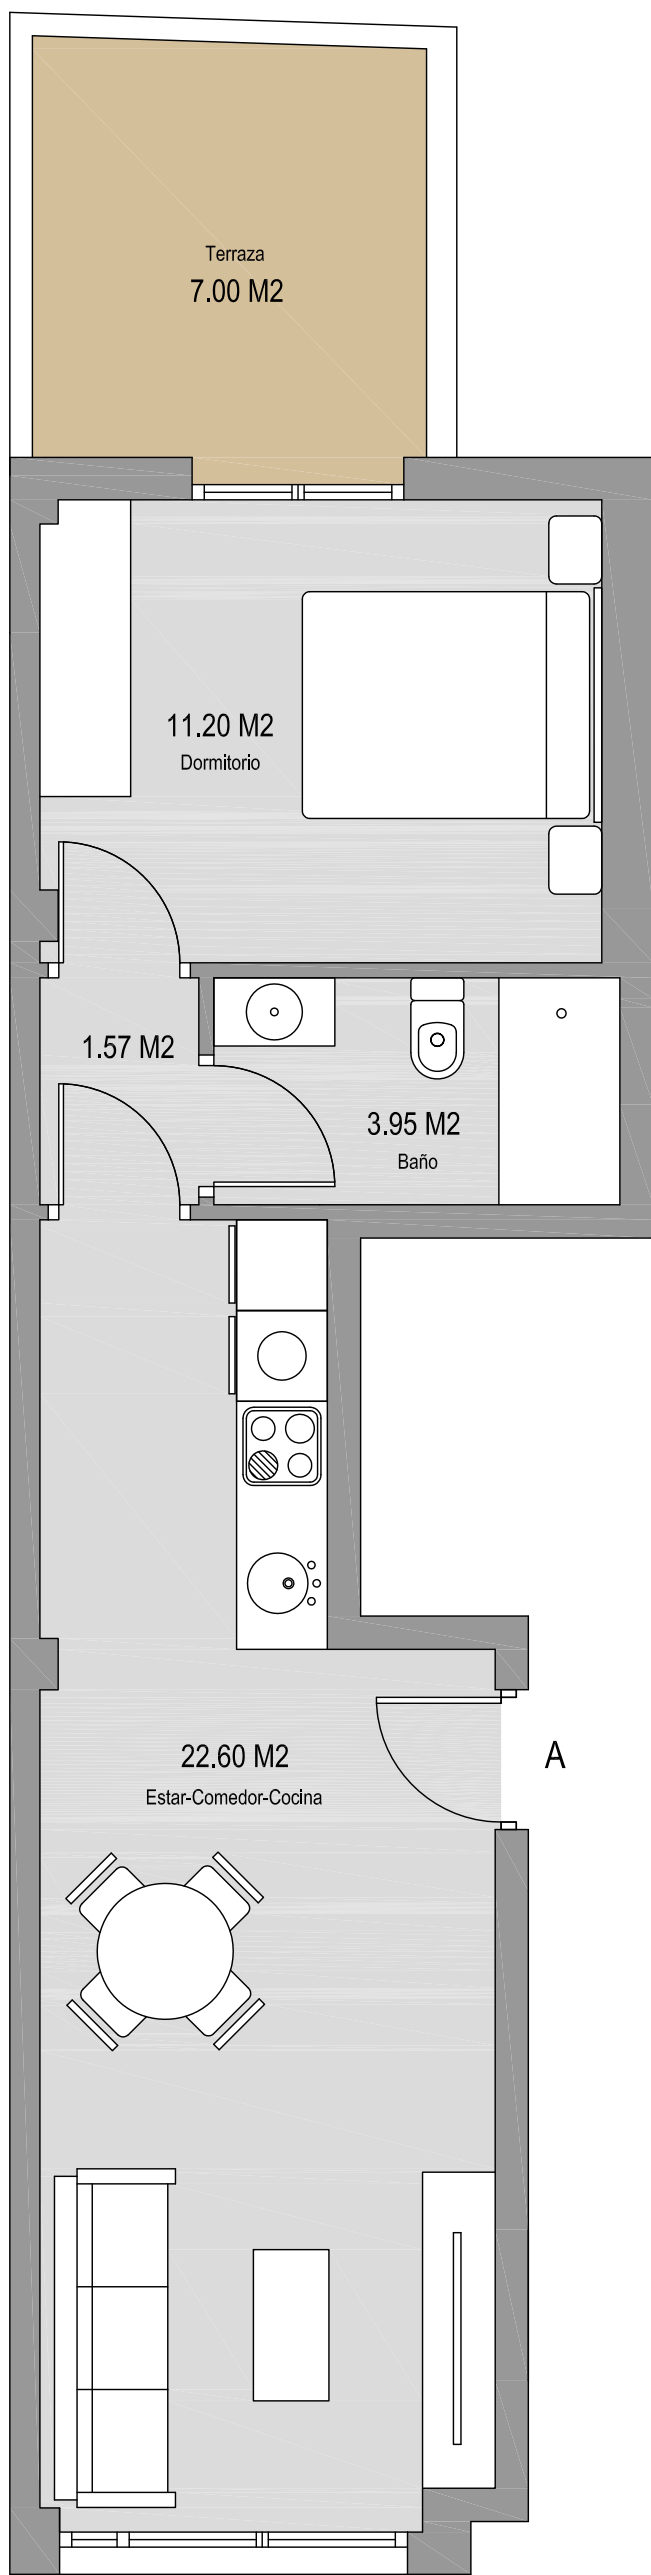 Terraza
7.00 M2
11.20 M2
Dormitorio
1.57 M2
3.95 M2
Baño
22.60 M2
Estar-Comedor-Cocina
A